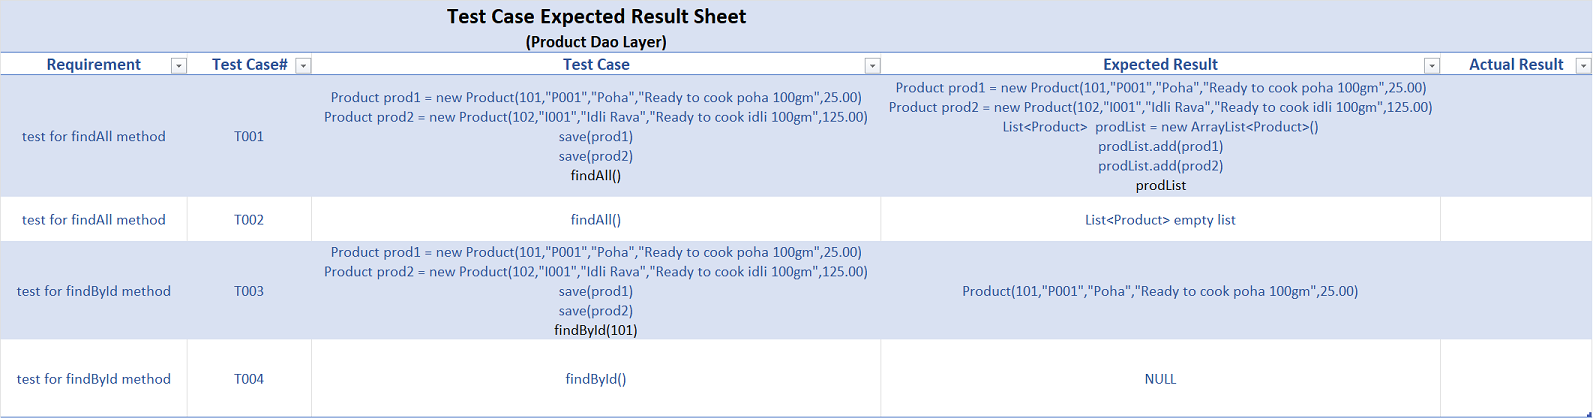 Test Case Expected Result Sheet
(Product Dao Layer)
Requirement Test Case# Test Case Expected Result Actual Result
test for findAll method
T001
Product prod1 = new Product(101,"P001","Poha","Ready to cook poha 100gm",25.00)
Product prod2 = new Product(102,"I001","Idli Rava","Ready to cook idli 100gm",125.00)
save(prod1)
save(prod2)
findAll()
Product prod1 = new Product(101,"P001","Poha","Ready to cook poha 100gm",25.00)
Product prod2 = new Product(102,"I001","Idli Rava","Ready to cook idli 100gm",125.00)
List<Product>  prodList = new ArrayList<Product>()
prodList.add(prod1)
prodList.add(prod2)
prodList
test for findAll method
T002
findAll()
List<Product> empty list
test for findById method
T003
Product prod1 = new Product(101,"P001","Poha","Ready to cook poha 100gm",25.00)
Product prod2 = new Product(102,"I001","Idli Rava","Ready to cook idli 100gm",125.00)
save(prod1)
save(prod2)
findById(101)
Product(101,"P001","Poha","Ready to cook poha 100gm",25.00)
test for findById method
T004
findById()
NULL